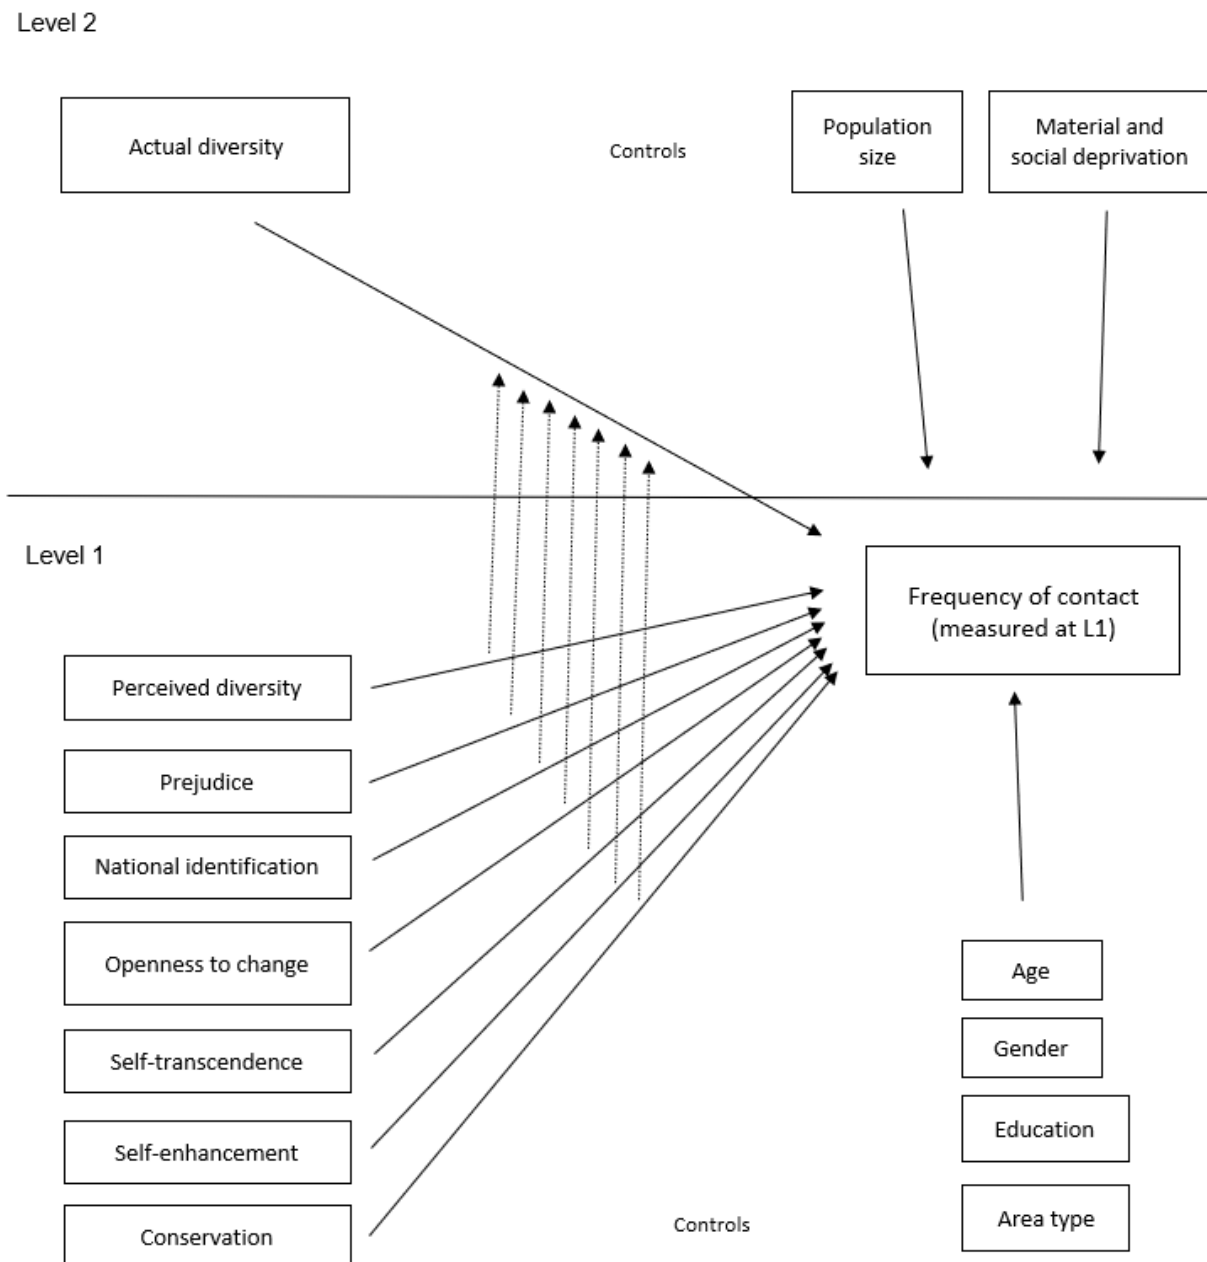 Level 2
Actual diversity
Controls
Population
size
Material and
social deprivation
Level 1
Frequency of contact
(measured at L1)
Perceived diversity
Prejudice
National identification
Openness to change
Self-transcendence
Self-enhancement
Conservation
Age
Gender
Education
Area type
Controls